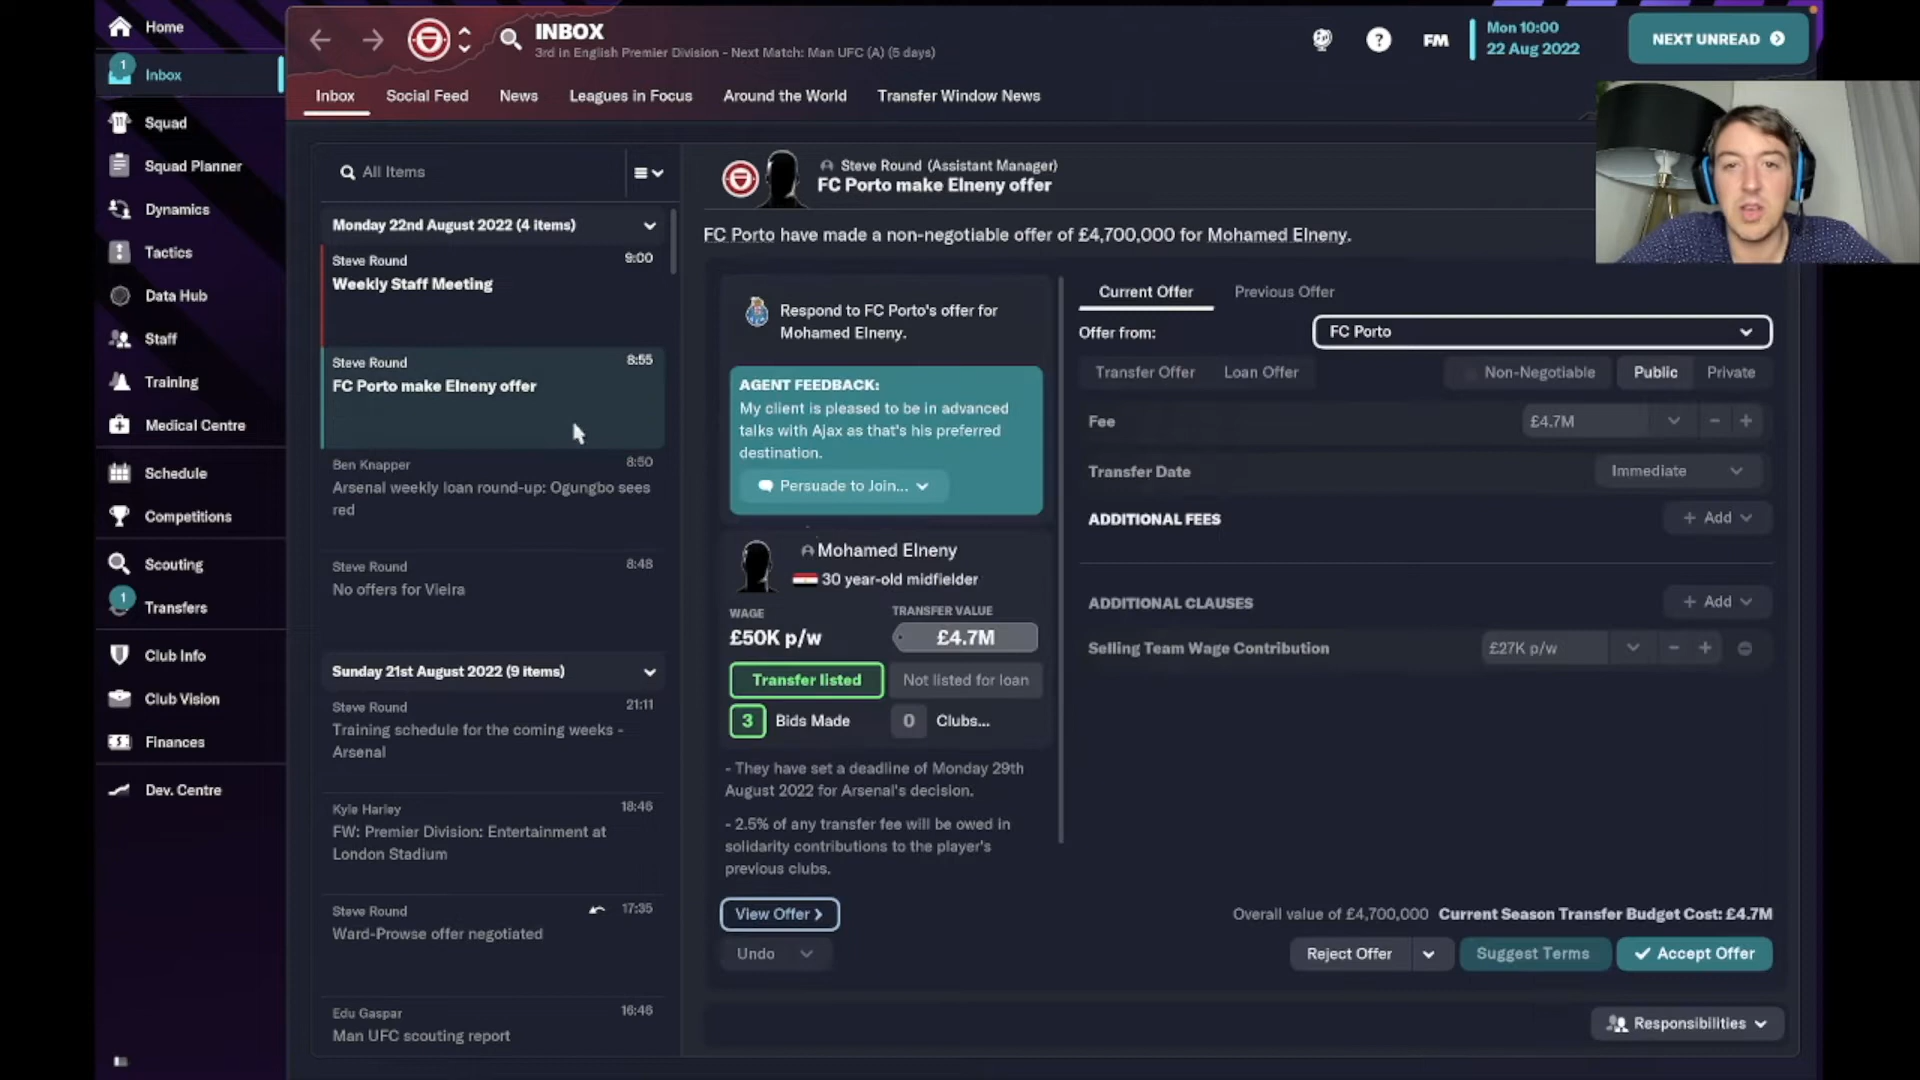 Home
Inbox
1
Squad
Squad Planner
Dynamics
Tactics
Data Hub
Staff
Training
Medical Centre
Schedule
Competitions
Scouting
1
Transfers
Club Info
Club Vision
Finances
Dev. Centre
INBOX
3rd in English Premier Division - Next Match: Man UFC (A) (5 days)
FM
Mon 10:00
22 Aug 2022
NEXT UNREAD
Inbox
Social Feed
News
Leagues in Focus
Around the World
Transfer Window News
All Items
Monday 22nd August 2022 (4 items)
Steve Round
9:00
Weekly Staff Meeting
Steve Round
8:55
FC Porto make Elneny offer
Ben Knapper
8:50
Arsenal weekly loan round-up: Ogungbo sees
red
Steve Round
8:48
No offers for Vieira
Sunday 21st August 2022 (9 items)
Steve Round
21:11
Training schedule for the coming weeks -
Arsenal
Kyle Harley
18:46
FW: Premier Division: Entertainment at
London Stadium
Steve Round
17:35
Ward-Prowse offer negotiated
Edu Gaspar
16:46
Man UFC scouting report
Steve Round (Assistant Manager)
FC Porto make Elneny offer
FC Porto have made a non-negotiable offer of £4,700,000 for Mohamed Elneny.
Respond to FC Porto's offer for
Mohamed Elneny.
AGENT FEEDBACK:
My client is pleased to be in advanced
talks with Ajax as that's his preferred
destination.
Persuade to Join...
Mohamed Elneny
30 year-old midfielder
WAGE
TRANSFER VALUE
£50K p/w
£4.7M
Transfer listed
Not listed for loan
3 Bids Made
0 Clubs...
- They have set a deadline of Monday 29th
August 2022 for Arsenal's decision.
- 2.5% of any transfer fee will be owed in
solidarity contributions to the player's
previous clubs.
View Offer
Undo
Current Offer
Previous Offer
Offer from:
FC Porto
Transfer Offer
Loan Offer
Non-Negotiable
Public
Private
Fee
£4.7M
Transfer Date
Immediate
ADDITIONAL FEES
+ Add
ADDITIONAL CLAUSES
+ Add
Selling Team Wage Contribution
£27K p/w
Overall value of £4,700,000 Current Season Transfer Budget Cost: £4.7M
Reject Offer
Suggest Terms
Accept Offer
Responsibilities